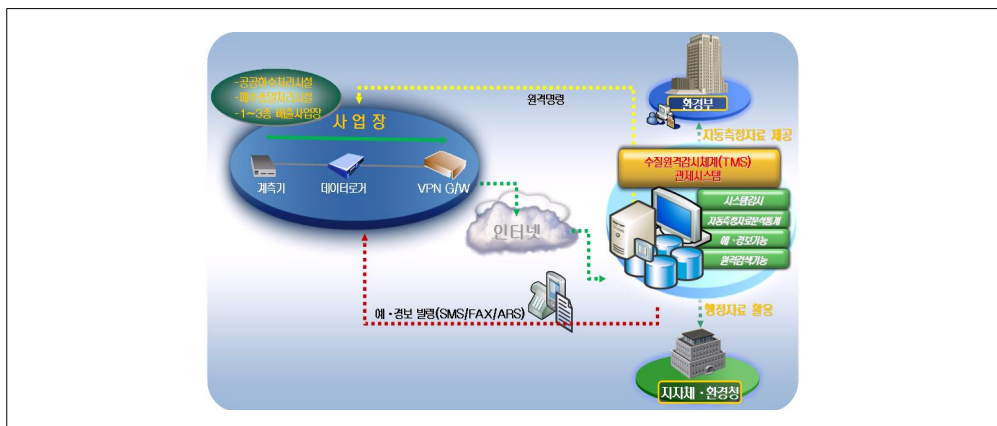 -공공하수처리시설
-폐수종말처리시설
-1~3종 배출사업장
사 업 장
계측기
데이터로거
VPN G/W
원격명령
인터넷
예 · 경보 발령(SMS/FAX/ARS)
환경부
자동측정자료 제공
수질원격감시체계(TMS)
관제시스템
시스템감시
자동측정자료분석통계
예 · 경보기능
원격검색기능
행정자료 활용
지자체 · 환경청